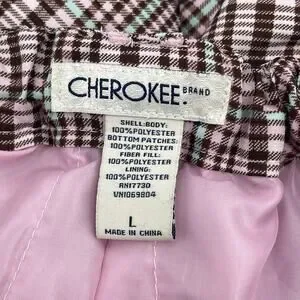 CHEROKEE. BRAND
SHELL:BODY:
100%POLYESTER
BOTTOM PATCHES:
100%POLYESTER
FIBER FILL:
100%POLYESTER
LINING:
100%POLYESTER
RN17730
VN1069804
L
MADE IN CHINA